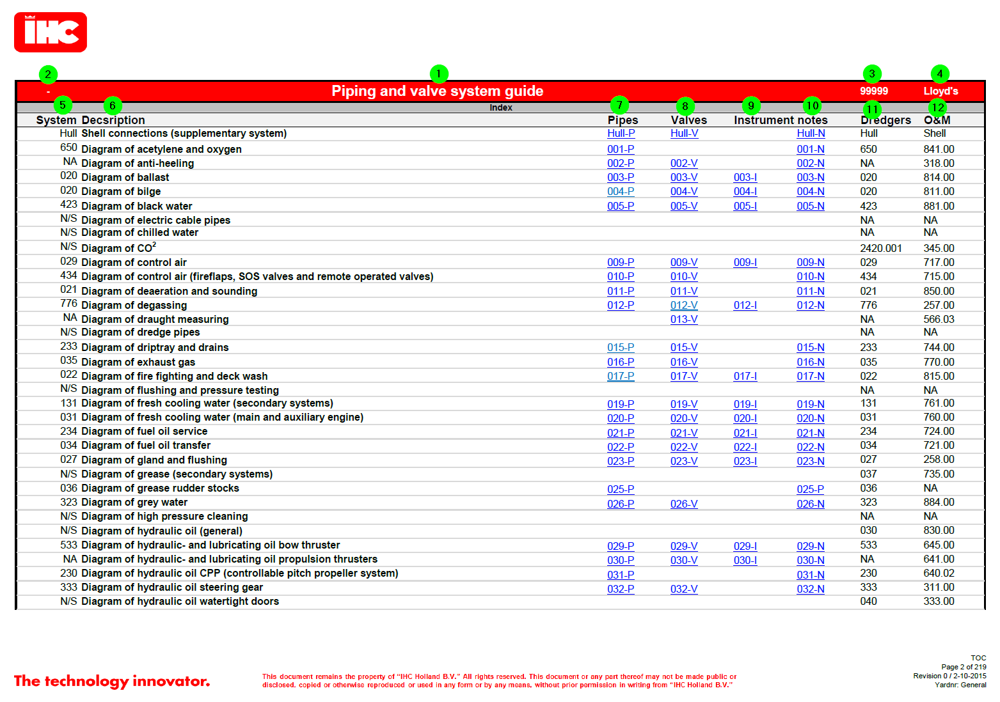 IHC
2 1 3 4
- Piping and valve system guide 99999 Lloyd's
5 6 7 8 9 10 11 12
Index
System Decsription Pipes Valves Instrument notes Dredgers O&M
Hull Shell connections (supplementary system) Hull-P Hull-V Hull-N Hull Shell
650 Diagram of acetylene and oxygen 001-P 001-N 650 841.00
NA Diagram of anti-heeling 002-P 002-V 002-N NA 318.00
020 Diagram of ballast 003-P 003-V 003-I 003-N 020 814.00
020 Diagram of bilge 004-P 004-V 004-I 004-N 020 811.00
423 Diagram of black water 005-P 005-V 005-I 005-N 423 881.00
N/S Diagram of electric cable pipes NA NA
N/S Diagram of chilled water NA NA
N/S Diagram of CO² 2420.001 345.00
029 Diagram of control air 009-P 009-V 009-I 009-N 029 717.00
434 Diagram of control air (fireflaps, SOS valves and remote operated valves) 010-P 010-V 010-N 434 715.00
021 Diagram of deaeration and sounding 011-P 011-V 011-N 021 850.00
776 Diagram of degassing 012-P 012-V 012-I 012-N 776 257.00
NA Diagram of draught measuring 013-V NA 566.03
N/S Diagram of dredge pipes NA NA
233 Diagram of driptray and drains 015-P 015-V 015-N 233 744.00
035 Diagram of exhaust gas 016-P 016-V 016-N 035 770.00
022 Diagram of fire fighting and deck wash 017-P 017-V 017-I 017-N 022 815.00
N/S Diagram of flushing and pressure testing NA NA
131 Diagram of fresh cooling water (secondary systems) 019-P 019-V 019-I 019-N 131 761.00
031 Diagram of fresh cooling water (main and auxiliary engine) 020-P 020-V 020-I 020-N 031 760.00
234 Diagram of fuel oil service 021-P 021-V 021-I 021-N 234 724.00
034 Diagram of fuel oil transfer 022-P 022-V 022-I 022-N 034 721.00
027 Diagram of gland and flushing 023-P 023-V 023-I 023-N 027 258.00
N/S Diagram of grease (secondary systems) 037 735.00
036 Diagram of grease rudder stocks 025-P 025-P 036 NA
323 Diagram of grey water 026-P 026-V 026-N 323 884.00
N/S Diagram of high pressure cleaning NA NA
N/S Diagram of hydraulic oil (general) 030 830.00
533 Diagram of hydraulic- and lubricating oil bow thruster 029-P 029-V 029-I 029-N 533 645.00
NA Diagram of hydraulic- and lubricating oil propulsion thrusters 030-P 030-V 030-I 030-N NA 641.00
230 Diagram of hydraulic oil CPP (controllable pitch propeller system) 031-P 031-N 230 640.02
333 Diagram of hydraulic oil steering gear 032-P 032-V 032-N 333 311.00
N/S Diagram of hydraulic oil watertight doors 040 333.00
The technology innovator.
This document remains the property of “IHC Holland B.V.” All rights reserved. This document or any part thereof may not be made public or
disclosed, copied or otherwise reproduced or used in any form or by any means, without prior permission in writing from “IHC Holland B.V.”
TOC
Page 2 of 219
Revision 0 / 2-10-2015
Yardnr: General